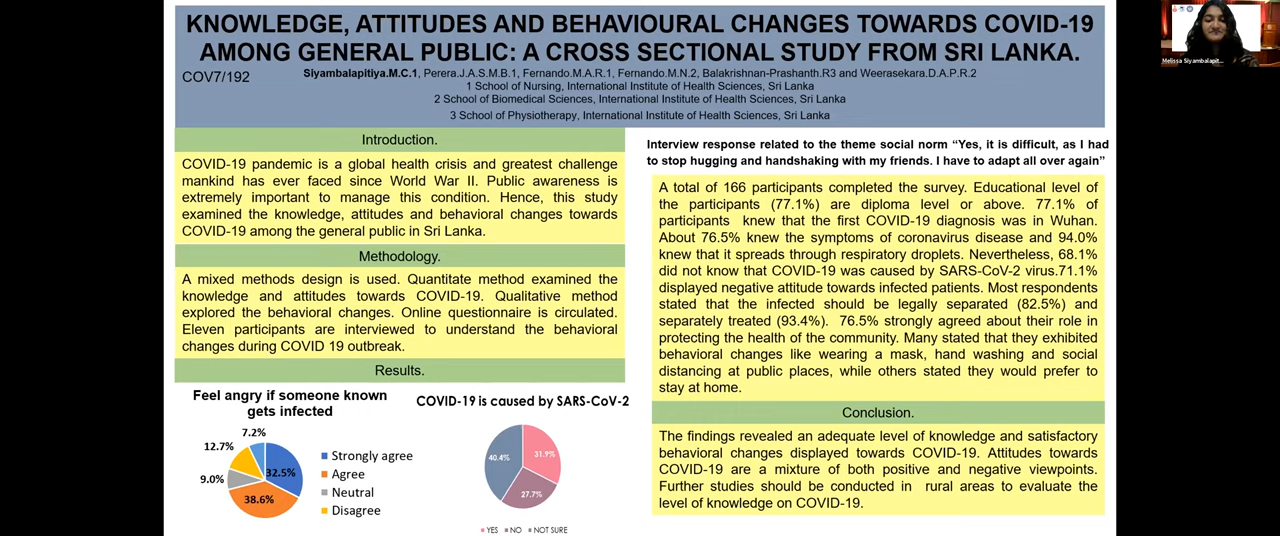 KNOWLEDGE, ATTITUDES AND BEHAVIOURAL CHANGES TOWARDS COVID-19
AMONG GENERAL PUBLIC: A CROSS SECTIONAL STUDY FROM SRI LANKA.
COV7/192
Siyambalapitiya.M.C.1, Perera.J.A.S.M.B.1, Fernando.M.A.R.1, Fernando.M.N.2, Balakrishnan-Prashanth.R3 and Weerasekara.D.A.P.R.2
1 School of Nursing, International Institute of Health Sciences, Sri Lanka
2 School of Biomedical Sciences, International Institute of Health Sciences, Sri Lanka
3 School of Physiotherapy, International Institute of Health Sciences, Sri Lanka
Melissa Siyambalapit...
Introduction.
COVID-19 pandemic is a global health crisis and greatest challenge
mankind has ever faced since World War II. Public awareness is
extremely important to manage this condition. Hence, this study
examined the knowledge, attitudes and behavioral changes towards
COVID-19 among the general public in Sri Lanka.
Methodology.
A mixed methods design is used. Quantitate method examined the
knowledge and attitudes towards COVID-19. Qualitative method
explored the behavioral changes. Online questionnaire is circulated.
Eleven participants are interviewed to understand the behavioral
changes during COVID 19 outbreak.
Results.
Feel angry if someone known
gets infected
7.2%
12.7%
9.0%
32.5%
38.6%
Strongly agree
Agree
Neutral
Disagree
COVID-19 is caused by SARS-CoV-2
40.4%
31.9%
27.7%
YES NO NOT SURE
Interview response related to the theme social norm “Yes, it is difficult, as I had
to stop hugging and handshaking with my friends. I have to adapt all over again”
A total of 166 participants completed the survey. Educational level of
the participants (77.1%) are diploma level or above. 77.1% of
participants knew that the first COVID-19 diagnosis was in Wuhan.
About 76.5% knew the symptoms of coronavirus disease and 94.0%
knew that it spreads through respiratory droplets. Nevertheless, 68.1%
did not know that COVID-19 was caused by SARS-CoV-2 virus.71.1%
displayed negative attitude towards infected patients. Most respondents
stated that the infected should be legally separated (82.5%) and
separately treated (93.4%). 76.5% strongly agreed about their role in
protecting the health of the community. Many stated that they exhibited
behavioral changes like wearing a mask, hand washing and social
distancing at public places, while others stated they would prefer to
stay at home.
Conclusion.
The findings revealed an adequate level of knowledge and satisfactory
behavioral changes displayed towards COVID-19. Attitudes towards
COVID-19 are a mixture of both positive and negative viewpoints.
Further studies should be conducted in rural areas to evaluate the
level of knowledge on COVID-19.